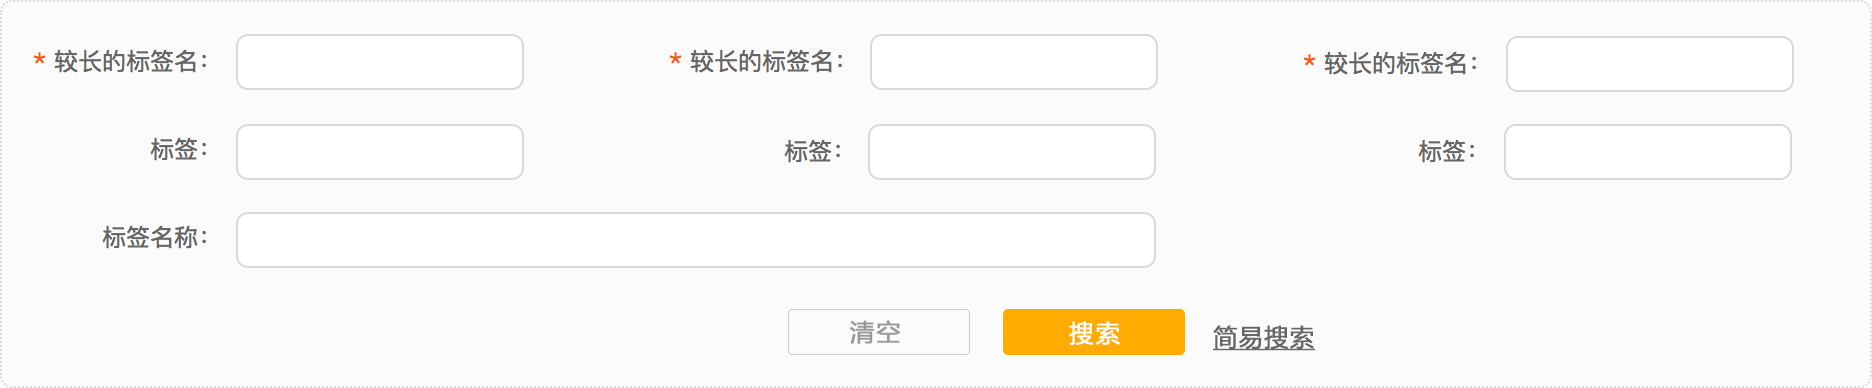 * 较长的标签名： * 较长的标签名： * 较长的标签名：
标签： 标签： 标签：
标签名称：
清空 搜索 简易搜索